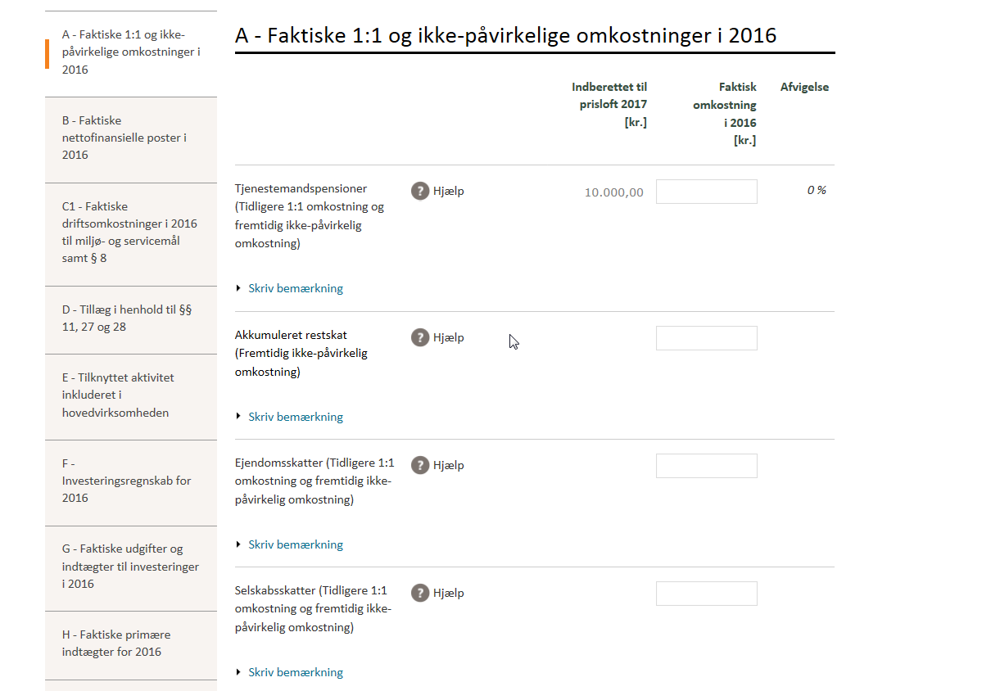 A - Faktiske 1:1 og ikke-
påvirkelige omkostninger i
2016
B - Faktiske
nettofinansielle poster i
2016
C1 - Faktiske
driftsomkostninger i 2016
til miljø- og servicemål
samt § 8
D - Tillæg i henhold til §§
11, 27 og 28
E - Tilknyttet aktivitet
inkluderet i
hovedvirksomheden
F -
Investeringsregnskab for
2016
G - Faktiske udgifter og
indtægter til investeringer
i 2016
H - Faktiske primære
indtægter for 2016
A - Faktiske 1:1 og ikke-påvirkelige omkostninger i 2016
Indberettet til
prisloft 2017
[kr.]
Faktisk
omkostning
i 2016
[kr.]
Afvigelse
Tjenestemandspensioner
(Tidligere 1:1 omkostning og
fremtidig ikke-påvirkelig
omkostning)
? Hjælp
10.000,00
0 %
Skriv bemærkning
Akkumuleret restskat
(Fremtidig ikke-påvirkelig
omkostning)
? Hjælp
Skriv bemærkning
Ejendomsskatter (Tidligere 1:1
omkostning og fremtidig ikke-
påvirkelig omkostning)
? Hjælp
Skriv bemærkning
Selskabsskatter (Tidligere 1:1
omkostning og fremtidig ikke-
påvirkelig omkostning)
? Hjælp
Skriv bemærkning